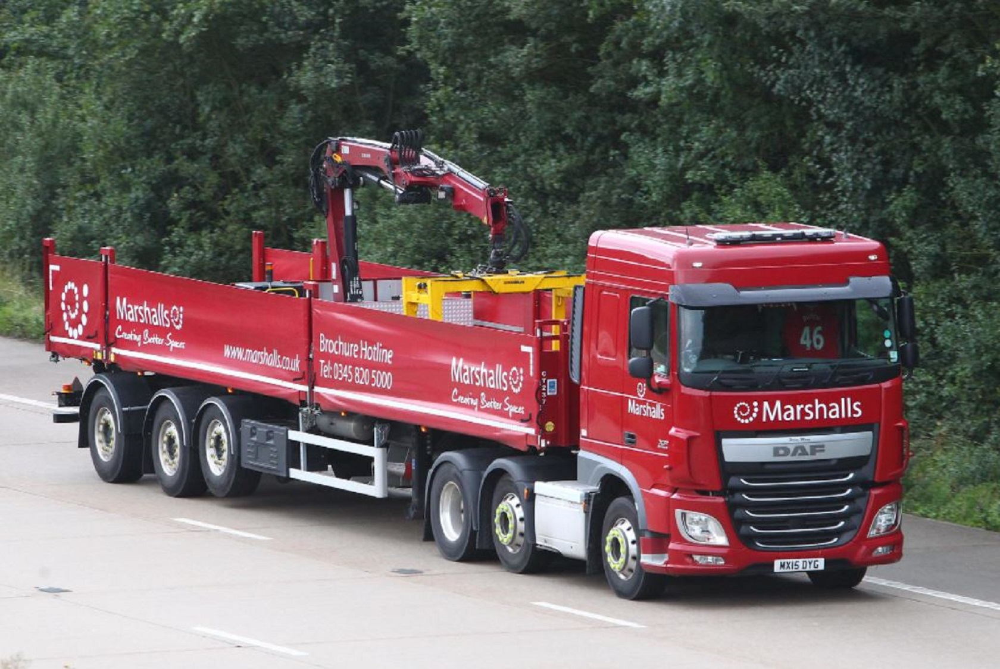 Marshalls
Creating Better Spaces
www.marshalls.co.uk
Brochure Hotline
Tel: 0345 820 5000
Marshalls
Creating Better Spaces
CT237
Marshalls
46
Marshalls
DAF
MX15 DYG